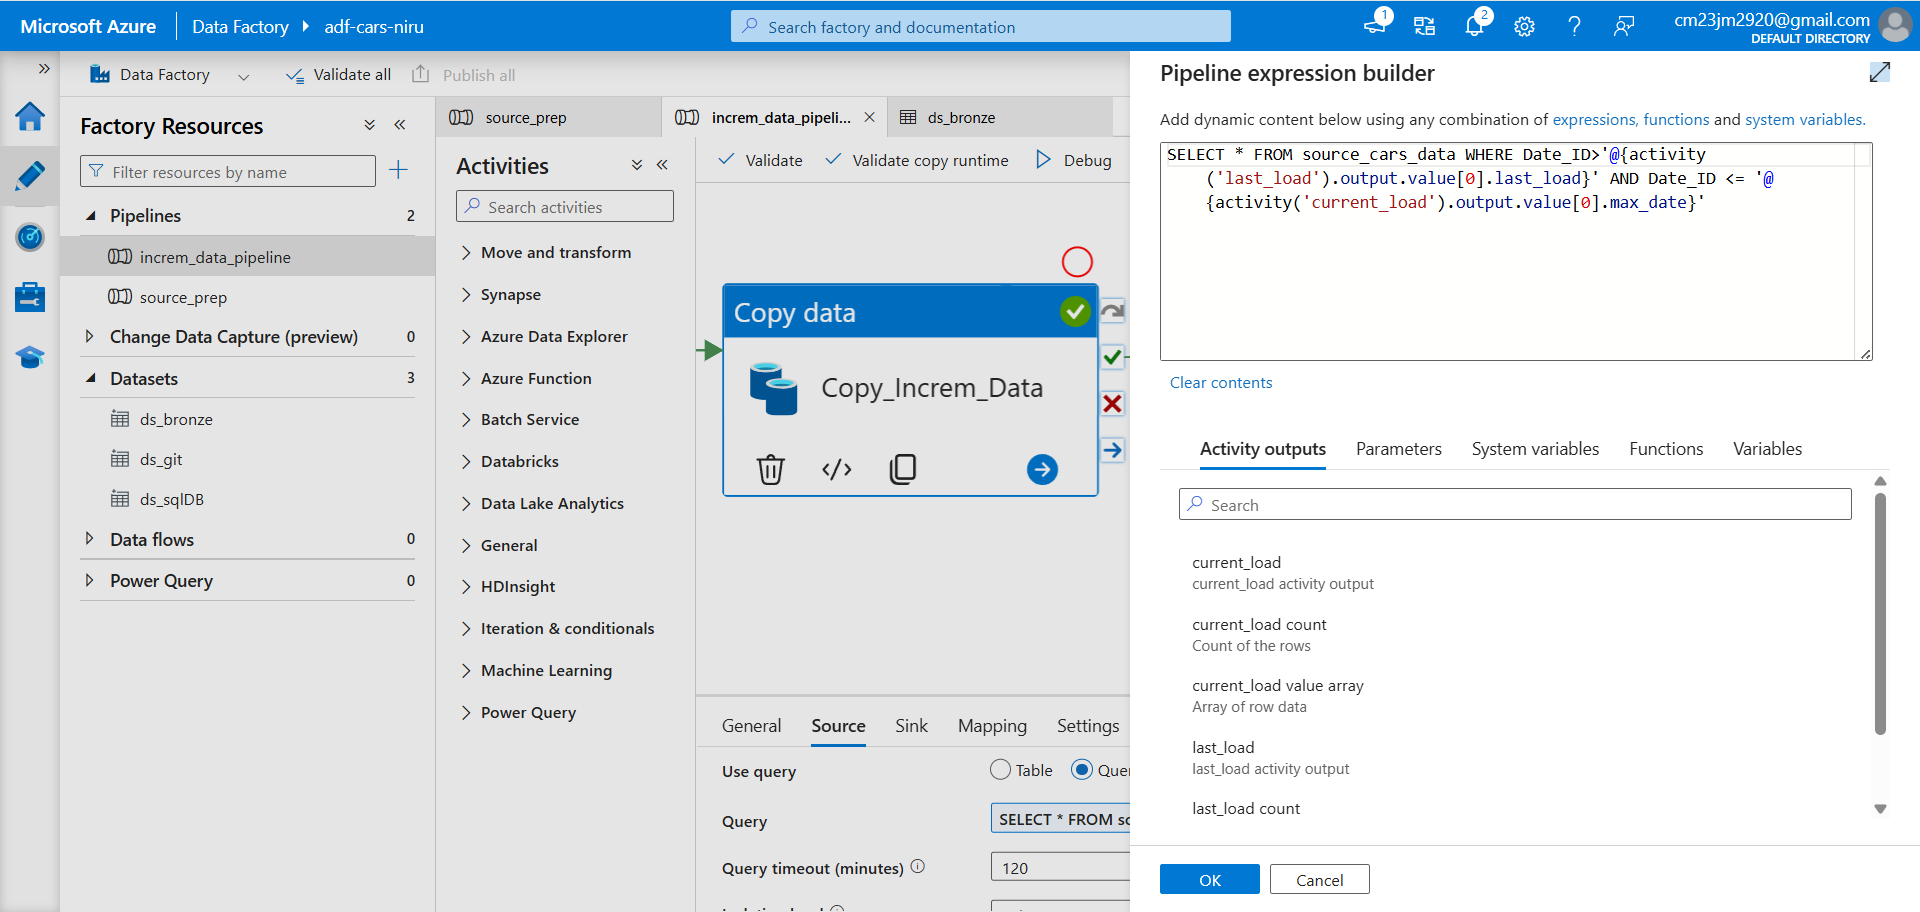 Microsoft Azure
Data Factory
adf-cars-niru
Search factory and documentation
1
2
cm23jm2920@gmail.com
DEFAULT DIRECTORY
Data Factory
Validate all
Publish all
Factory Resources
Filter resources by name
Pipelines 2
increm_data_pipeline
source_prep
Change Data Capture (preview) 0
Datasets 3
ds_bronze
ds_git
ds_sqlDB
Data flows 0
Power Query 0
source_prep
increm_data_pipeli...
ds_bronze
Activities
Search activities
Move and transform
Synapse
Azure Data Explorer
Azure Function
Batch Service
Databricks
Data Lake Analytics
General
HDInsight
Iteration & conditionals
Machine Learning
Power Query
Validate
Validate copy runtime
Debug
Copy data
Copy_Increm_Data
General
Source
Sink
Mapping
Settings
Use query
Table
Query
SELECT * FROM
Query timeout (minutes)
120
Pipeline expression builder
Add dynamic content below using any combination of expressions, functions and system variables.
SELECT * FROM source_cars_data WHERE Date_ID>'@{activity
('last_load').output.value[0].last_load}' AND Date_ID <= '@
{activity('current_load').output.value[0].max_date}'
Clear contents
Activity outputs
Parameters
System variables
Functions
Variables
Search
current_load
current_load activity output
current_load count
Count of the rows
current_load value array
Array of row data
last_load
last_load activity output
last_load count
OK
Cancel